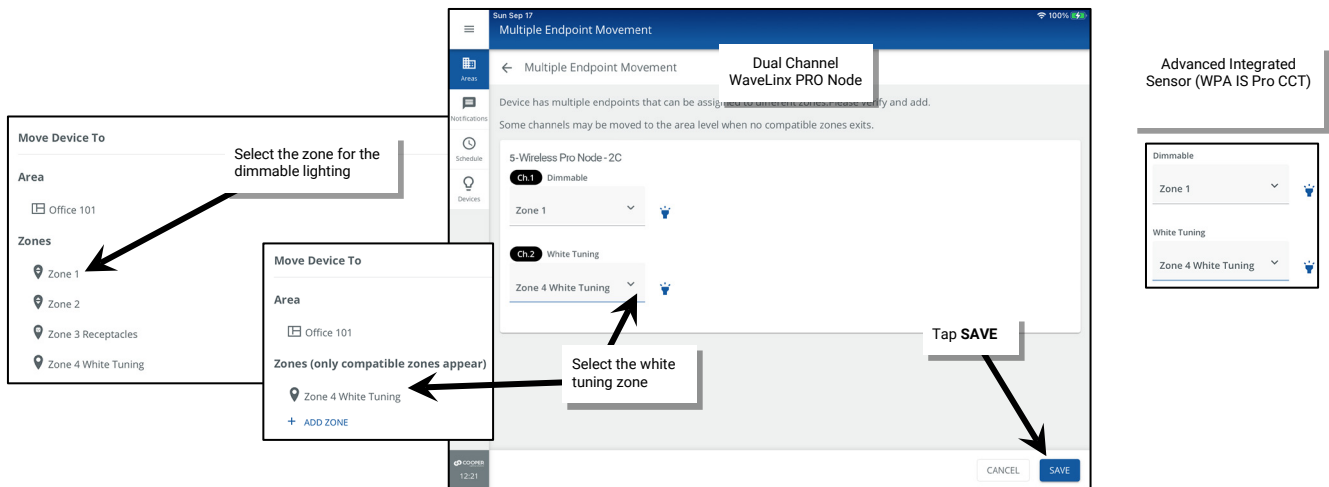 Move Device To
Area
Office 101
Zones
Zone 1
Zone 2
Zone 3 Receptacles
Zone 4 White Tuning
Select the zone for the
dimmable lighting
Move Device To
Area
Office 101
Zones (only compatible zones appear)
Zone 4 White Tuning
+ ADD ZONE
Sun Sep 17
100%
Multiple Endpoint Movement
Areas
Notifications
Schedule
Devices
COOPER
12:21
← Multiple Endpoint Movement
Dual Channel
WaveLinx PRO Node
Device has multiple endpoints that can be assigned to different zones.Please verify and add.
Some channels may be moved to the area level when no compatible zones exits.
5-Wireless Pro Node - 2C
Ch.1 Dimmable
Zone 1
Ch.2 White Tuning
Zone 4 White Tuning
Select the white
tuning zone
Tap SAVE
CANCEL
SAVE
Advanced Integrated
Sensor (WPA IS Pro CCT)
Dimmable
Zone 1
White Tuning
Zone 4 White Tuning